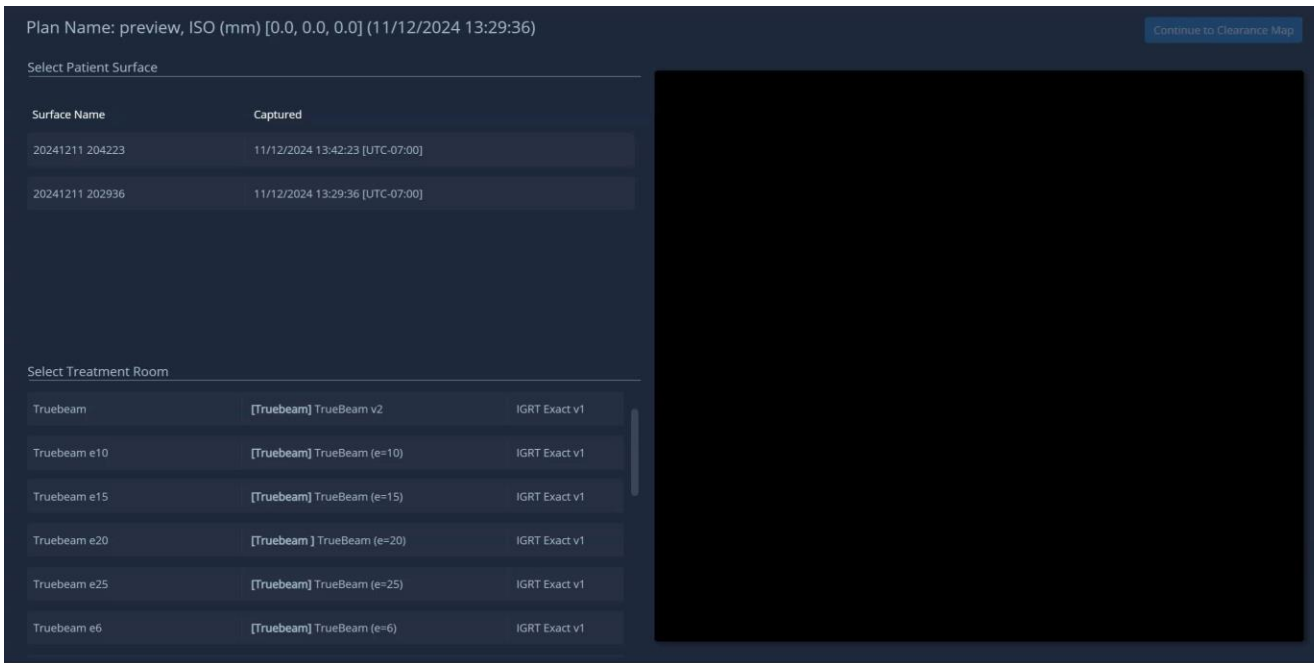 Plan Name: preview, ISO (mm) [0.0, 0.0, 0.0] (11/12/2024 13:29:36)
Continue to Clearance Map
Select Patient Surface
Surface Name Captured
20241211 204223 11/12/2024 13:42:23 [UTC-07:00]
20241211 202936 11/12/2024 13:29:36 [UTC-07:00]
Select Treatment Room
Truebeam [Truebeam] TrueBeam v2 IGRT Exact v1
Truebeam e10 [Truebeam] TrueBeam (e=10) IGRT Exact v1
Truebeam e15 [Truebeam] TrueBeam (e=15) IGRT Exact v1
Truebeam e20 [Truebeam ] TrueBeam (e=20) IGRT Exact v1
Truebeam e25 [Truebeam] TrueBeam (e=25) IGRT Exact v1
Truebeam e6 [Truebeam] TrueBeam (e=6) IGRT Exact v1